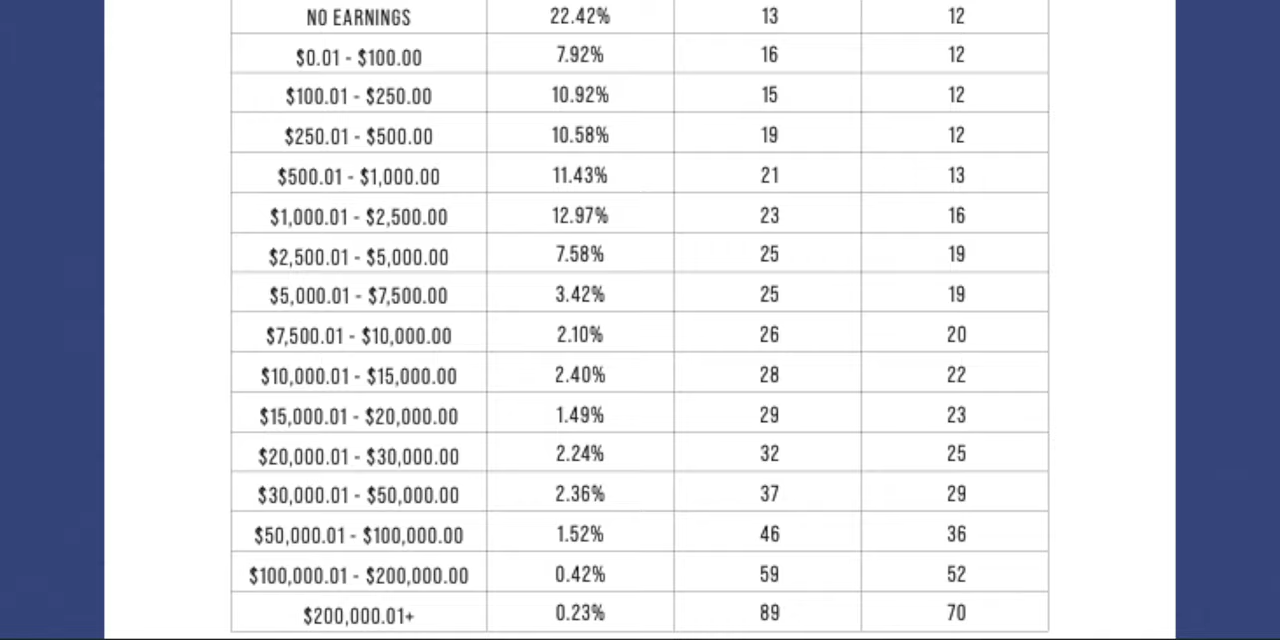 NO EARNINGS 22.42% 13 12
$0.01 - $100.00 7.92% 16 12
$100.01 - $250.00 10.92% 15 12
$250.01 - $500.00 10.58% 19 12
$500.01 - $1,000.00 11.43% 21 13
$1,000.01 - $2,500.00 12.97% 23 16
$2,500.01 - $5,000.00 7.58% 25 19
$5,000.01 - $7,500.00 3.42% 25 19
$7,500.01 - $10,000.00 2.10% 26 20
$10,000.01 - $15,000.00 2.40% 28 22
$15,000.01 - $20,000.00 1.49% 29 23
$20,000.01 - $30,000.00 2.24% 32 25
$30,000.01 - $50,000.00 2.36% 37 29
$50,000.01 - $100,000.00 1.52% 46 36
$100,000.01 - $200,000.00 0.42% 59 52
$200,000.01+ 0.23% 89 70